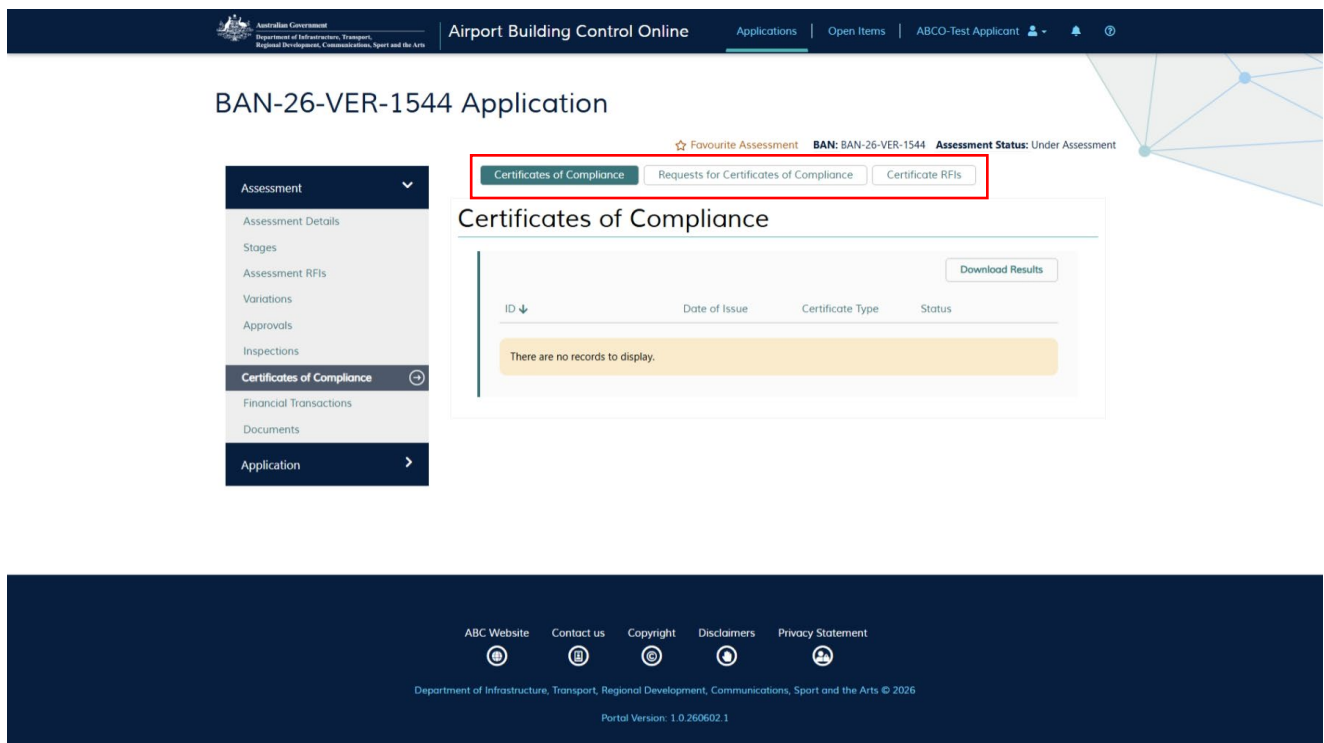 Australian Government
Department of Infrastructure, Transport,
Regional Development, Communications, Sport and the Arts
Airport Building Control Online
Applications
Open Items
ABCO-Test Applicant
BAN-26-VER-1544 Application
Favourite Assessment BAN: BAN-26-VER-1544 Assessment Status: Under Assessment
Assessment
Assessment Details
Stages
Assessment RFIs
Variations
Approvals
Inspections
Certificates of Compliance
Financial Transactions
Documents
Application
Certificates of Compliance Requests for Certificates of Compliance Certificate RFIs
Certificates of Compliance
Download Results
ID Date of Issue Certificate Type Status
There are no records to display.
ABC Website Contact us Copyright Disclaimers Privacy Statement
Department of Infrastructure, Transport, Regional Development, Communications, Sport and the Arts © 2026
Portal Version: 1.0.260602.1